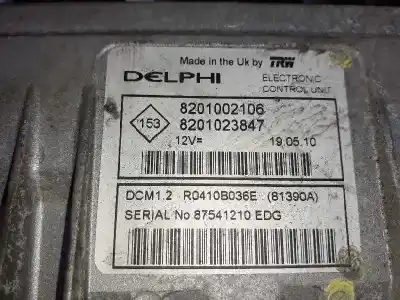 Made in the Uk by TRW
DELPHI
ELECTRONIC
CONTROL UNIT
153
8201002106
8201023847
12V= 19.05.10
DCM1.2 R0410B036E (81390A)
SERIAL No 87541210 EDG